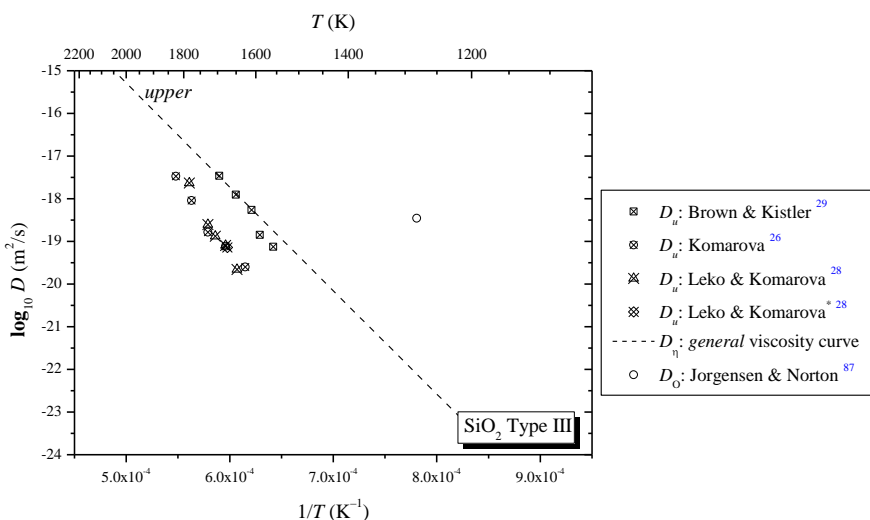 T (K)
2200 2000 1800 1600 1400 1200
-15
-16
-17
-18
-19
-20
-21
-22
-23
-24
log₁₀ D (m²/s)
upper
SiO₂ Type III
5.0x10⁻⁴ 6.0x10⁻⁴ 7.0x10⁻⁴ 8.0x10⁻⁴ 9.0x10⁻⁴
1/T (K⁻¹)
Dᵤ: Brown & Kistler ²⁹
Dᵤ: Komarova ²⁶
Dᵤ: Leko & Komarova ²⁸
Dᵤ: Leko & Komarova* ²⁸
D_η: general viscosity curve
D_O: Jorgensen & Norton ⁸⁷